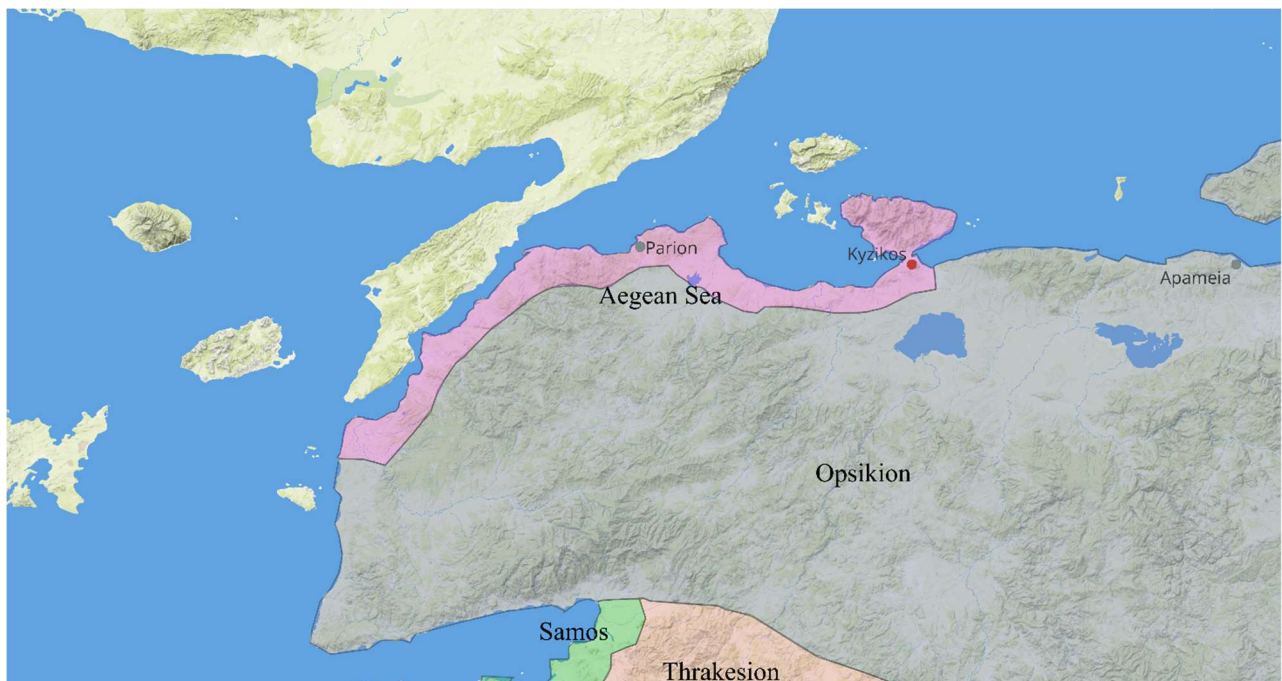 Parion
Kyzikos
Apameia
Aegean Sea
Opsikion
Samos
Thrakesion